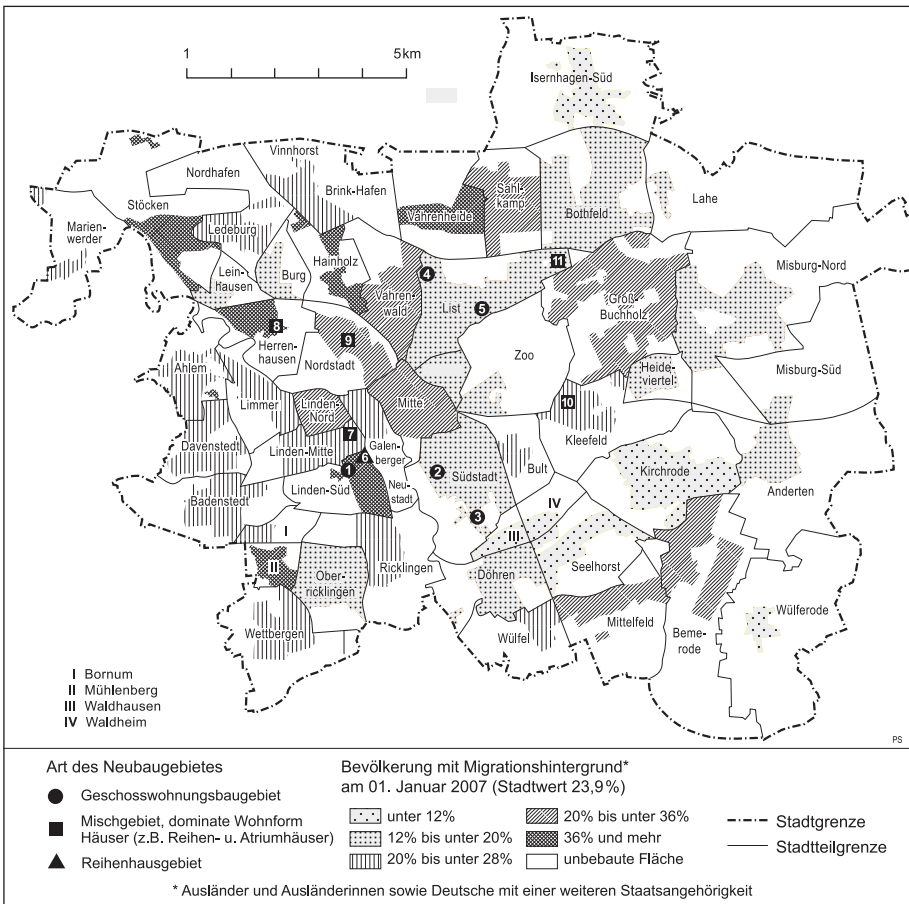 1 5km
Isernhagen-Süd
Vinnhorst
Nordhafen
Brink-Hafen
Stöcken
Vahrenheide
Sahl-
kamp
Bothfeld
Lahe
Marien-
werder
Ledeburg
Lein-
hausen
Burg
Hainholz
Vahren-
wald
4
11
List
5
Groß
Buchholz
Misburg-Nord
8
Herren-
hausen
9
Nordstadt
Zoo
Misburg-Süd
Ahlem
Limmer
Linden-
Nord
Mitte
Heide-
viertel
10
Kleefeld
7
Davenstedt
Linden-Mitte
6
Galen-
berger
Neu-
stadt
1
Linden-Süd
2
Südstadt
Bult
Kirchrode
Anderten
Badenstedt
3
I
III
IV
II
Ober-
ricklingen
Ricklingen
Döhren
Seelhorst
Wettbergen
Wülfel
Mittelfeld
Beme-
rode
Wülferode
I Bornum
II Mühlenberg
III Waldhausen
IV Waldheim
PS
Art des Neubaugebietes
Geschosswohnungsbaugebiet
Mischgebiet, dominate Wohnform
Häuser (z.B. Reihen- u. Atriumhäuser)
Reihenhausgebiet
Bevölkerung mit Migrationshintergrund*
am 01. Januar 2007 (Stadtwert 23,9%)
unter 12%
12% bis unter 20%
20% bis unter 28%
20% bis unter 36%
36% und mehr
unbebaute Fläche
Stadtgrenze
Stadtteilgrenze
* Ausländer und Ausländerinnen sowie Deutsche mit einer weiteren Staatsangehörigkeit